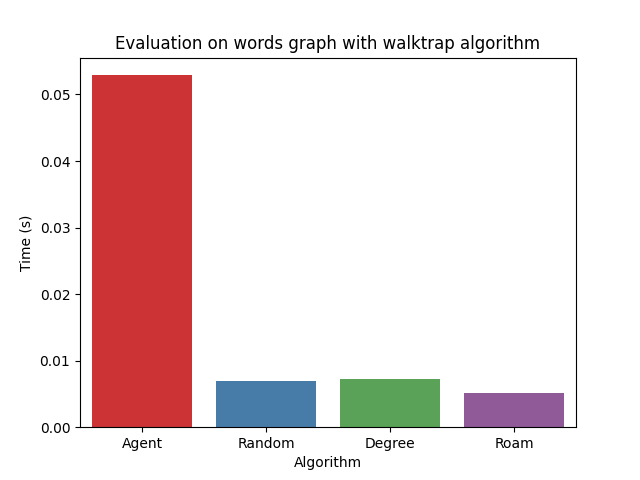 Evaluation on words graph with walktrap algorithm
0.05
0.04
0.03
0.02
0.01
0.00
Time (s)
Agent Random Degree Roam
Algorithm